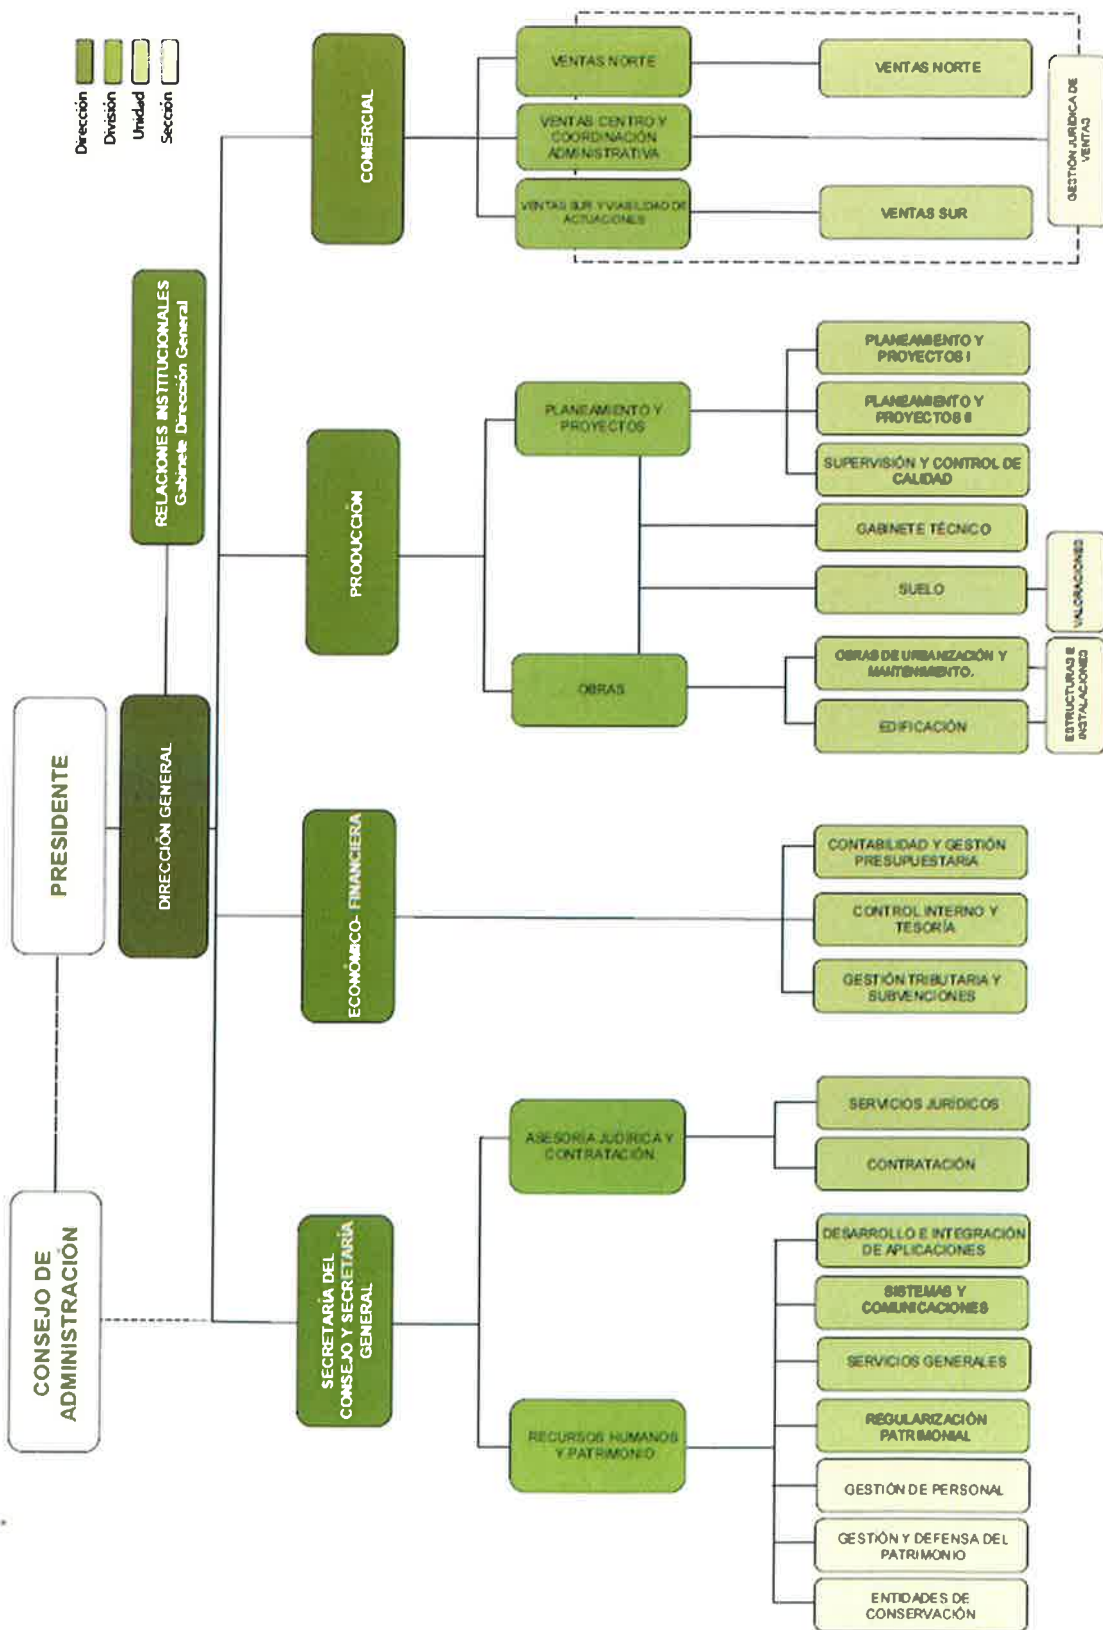 CONSEJO DE
ADMINISTRACIÓN
PRESIDENTE
DIRECCIÓN GENERAL
RELACIONES INSTITUCIONALES
Gabinete Dirección General
Dirección
División
Unidad
Sección
SECRETARÍA DEL
CONSEJO Y SECRETARÍA
GENERAL
ECONÓMICO- FINANCIERA
PRODUCCIÓN
COMERCIAL
RECURSOS HUMANOS
Y PATRIMONIO
ASESORÍA JUDÍRICA Y
CONTRATACIÓN
OBRAS
PLANEAMIENTO Y
PROYECTOS
VENTAS SUR Y VIABILIDAD DE
ACTUACIONES
VENTAS CENTRO Y
COORDINACIÓN
ADMINISTRATIVA
VENTAS NORTE
ENTIDADES DE
CONSERVACIÓN
GESTIÓN Y DEFENSA DEL
PATRIMONIO
GESTIÓN DE PERSONAL
REGULARIZACIÓN
PATRIMONIAL
SERVICIOS GENERALES
SISTEMAS Y
COMUNICACIONES
DESARROLLO E INTEGRACIÓN
DE APLICACIONES
CONTRATACIÓN
SERVICIOS JURÍDICOS
GESTIÓN TRIBUTARIA Y
SUBVENCIONES
CONTROL INTERNO Y
TESORÍA
CONTABILIDAD Y GESTIÓN
PRESUPUESTARIA
EDIFICACIÓN
OBRAS DE URBANIZACIÓN Y
MANTENIMIENTO.
SUELO
GABINETE TÉCNICO
SUPERVISIÓN Y CONTROL DE
CALIDAD
PLANEAMIENTO Y
PROYECTOS II
PLANEAMIENTO Y
PROYECTOS I
VENTAS SUR
VENTAS NORTE
ESTRUCTURAS E
INSTALACIONES
VALORACIONES
GESTIÓN JURÍDICA DE
VENTAS